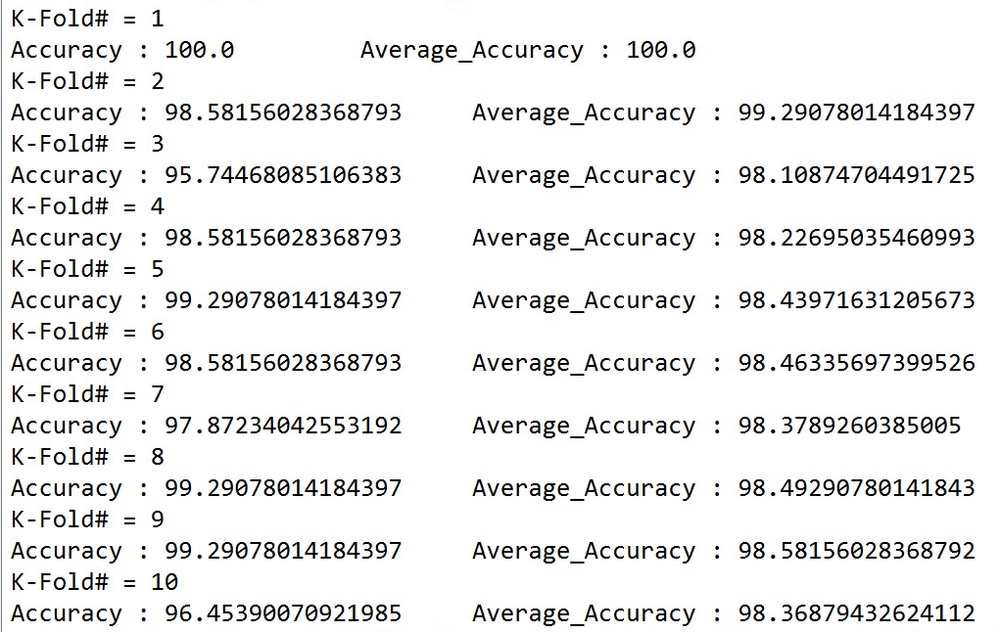 K-Fold# = 1
Accuracy : 100.0 Average_Accuracy : 100.0
K-Fold# = 2
Accuracy : 98.58156028368793 Average_Accuracy : 99.29078014184397
K-Fold# = 3
Accuracy : 95.74468085106383 Average_Accuracy : 98.10874704491725
K-Fold# = 4
Accuracy : 98.58156028368793 Average_Accuracy : 98.22695035460993
K-Fold# = 5
Accuracy : 99.29078014184397 Average_Accuracy : 98.43971631205673
K-Fold# = 6
Accuracy : 98.58156028368793 Average_Accuracy : 98.46335697399526
K-Fold# = 7
Accuracy : 97.87234042553192 Average_Accuracy : 98.3789260385005
K-Fold# = 8
Accuracy : 99.29078014184397 Average_Accuracy : 98.49290780141843
K-Fold# = 9
Accuracy : 99.29078014184397 Average_Accuracy : 98.58156028368792
K-Fold# = 10
Accuracy : 96.45390070921985 Average_Accuracy : 98.36879432624112